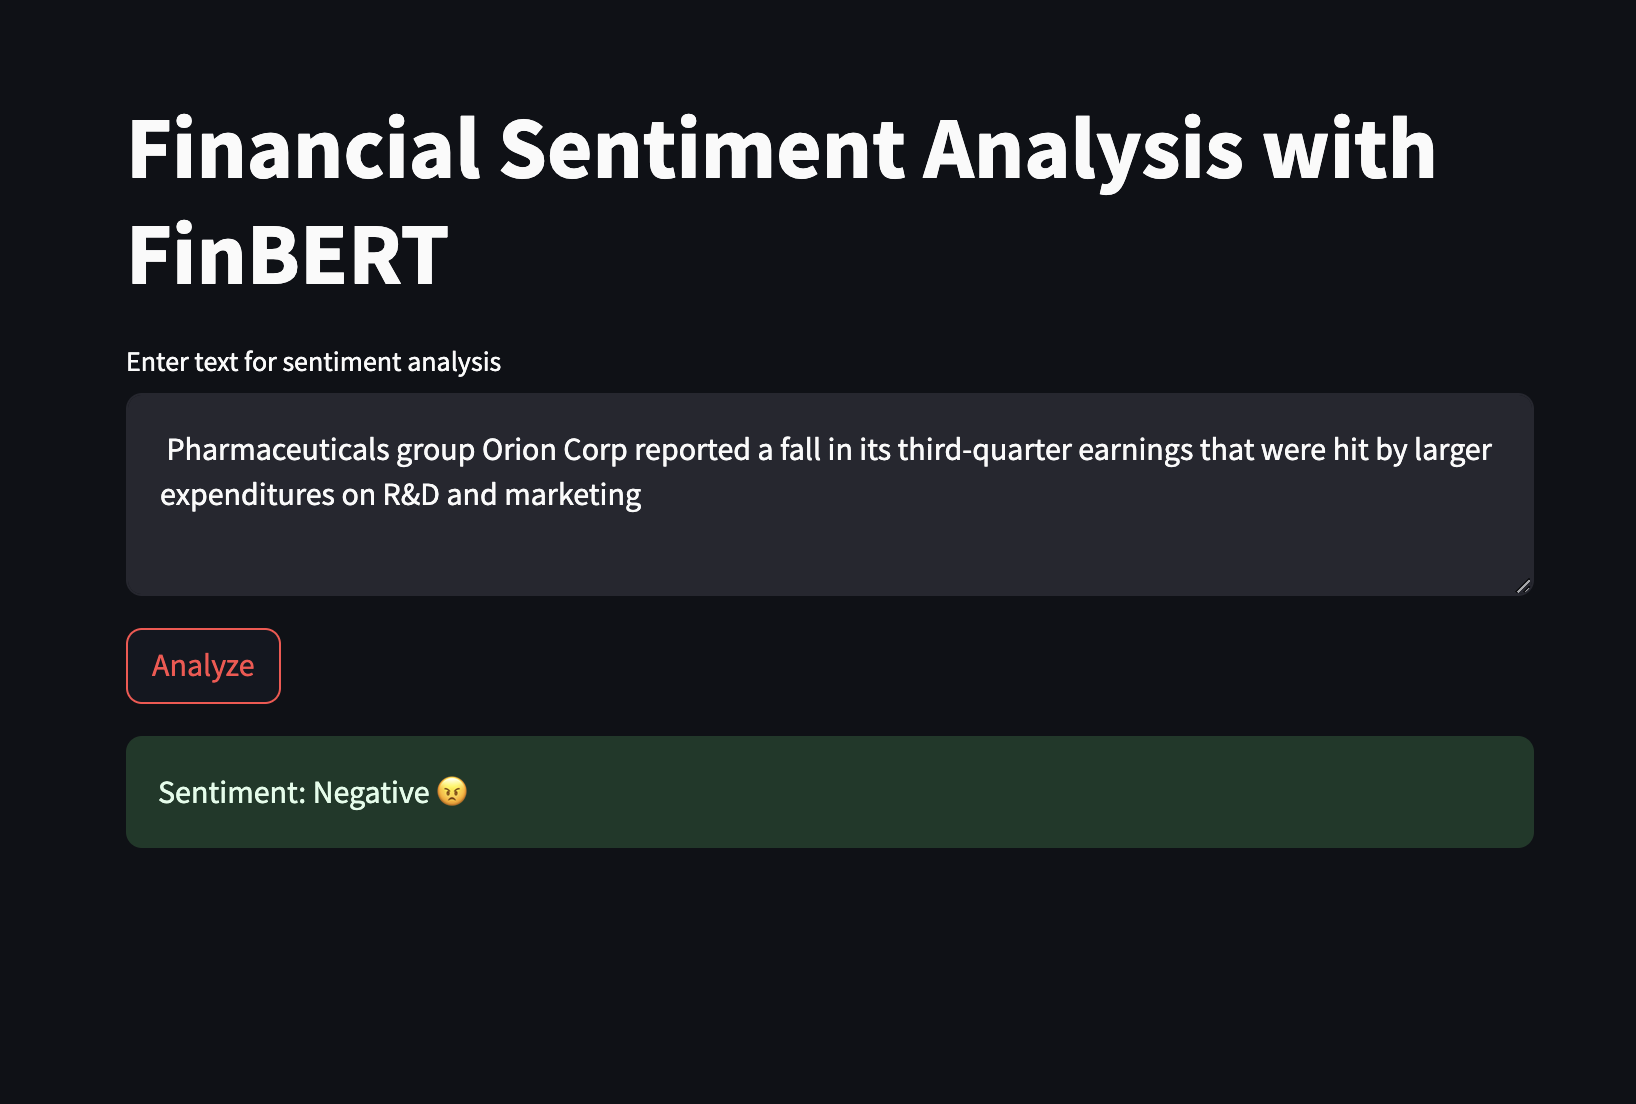 Financial Sentiment Analysis with
FinBERT
Enter text for sentiment analysis
Pharmaceuticals group Orion Corp reported a fall in its third-quarter earnings that were hit by larger
expenditures on R&D and marketing
Analyze
Sentiment: Negative 😠